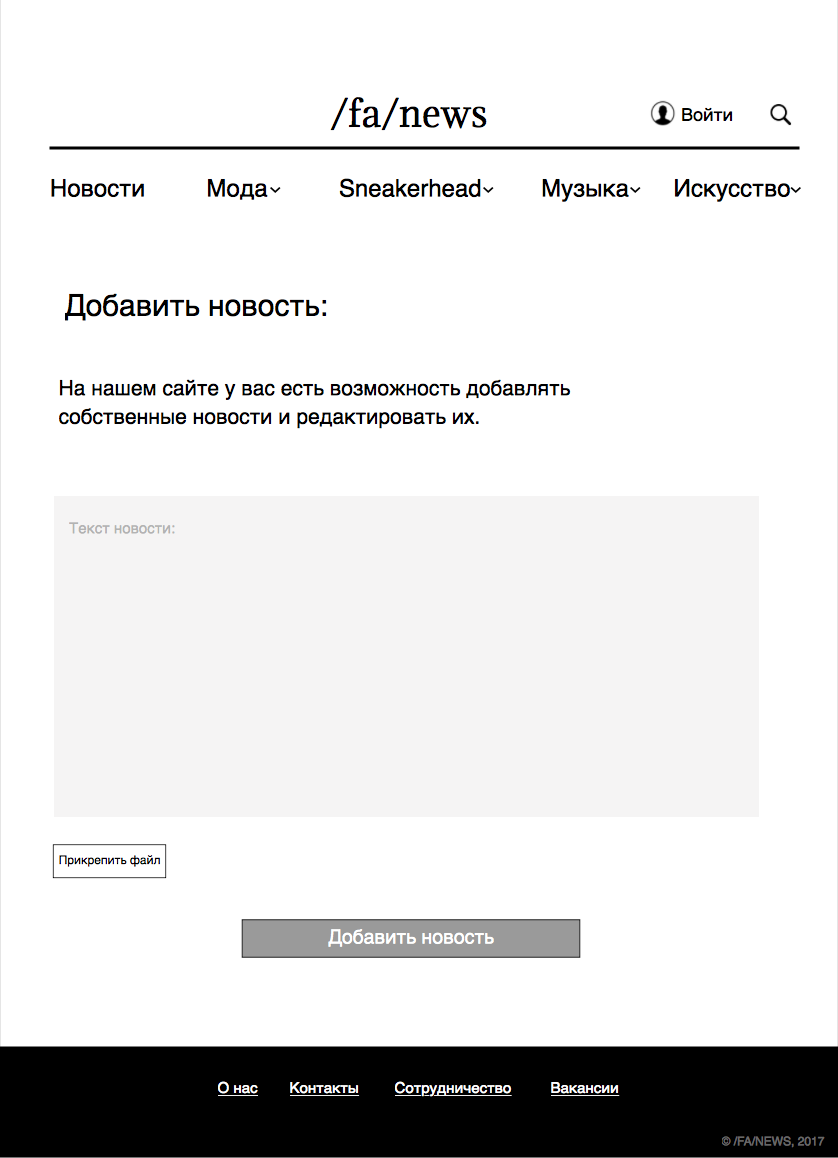 /fa/news
Войти
Новости Мода Sneakerhead Музыка Искусство
Добавить новость:
На нашем сайте у вас есть возможность добавлять
собственные новости и редактировать их.
Текст новости:
Прикрепить файл
Добавить новость
О нас Контакты Сотрудничество Вакансии
© /FA/NEWS, 2017